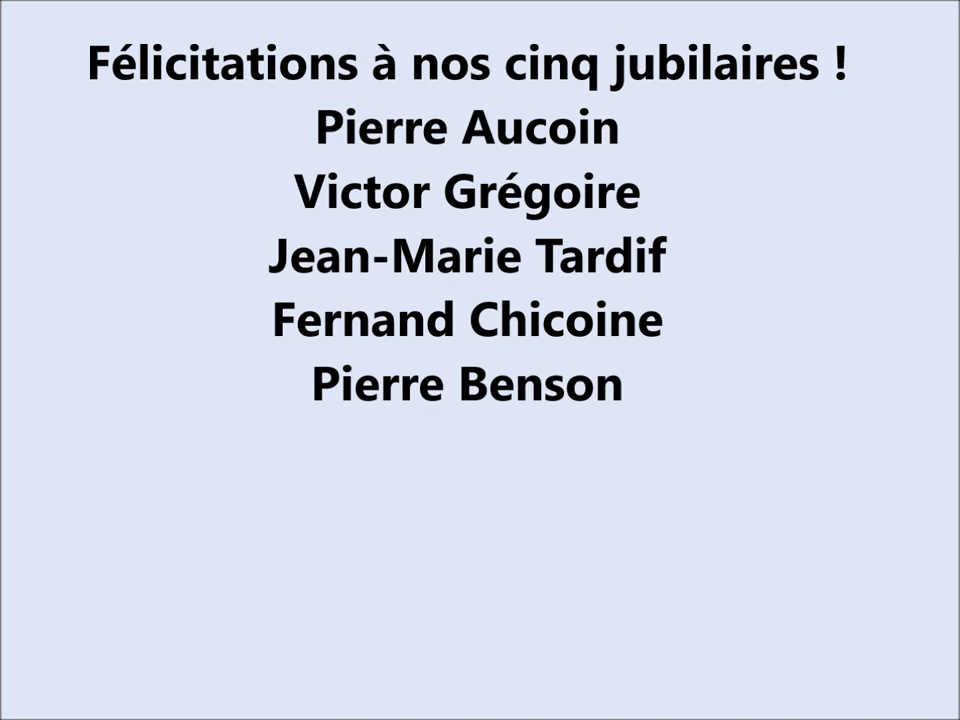 Félicitations à nos cinq jubilaires !
Pierre Aucoin
Victor Grégoire
Jean-Marie Tardif
Fernand Chicoine
Pierre Benson